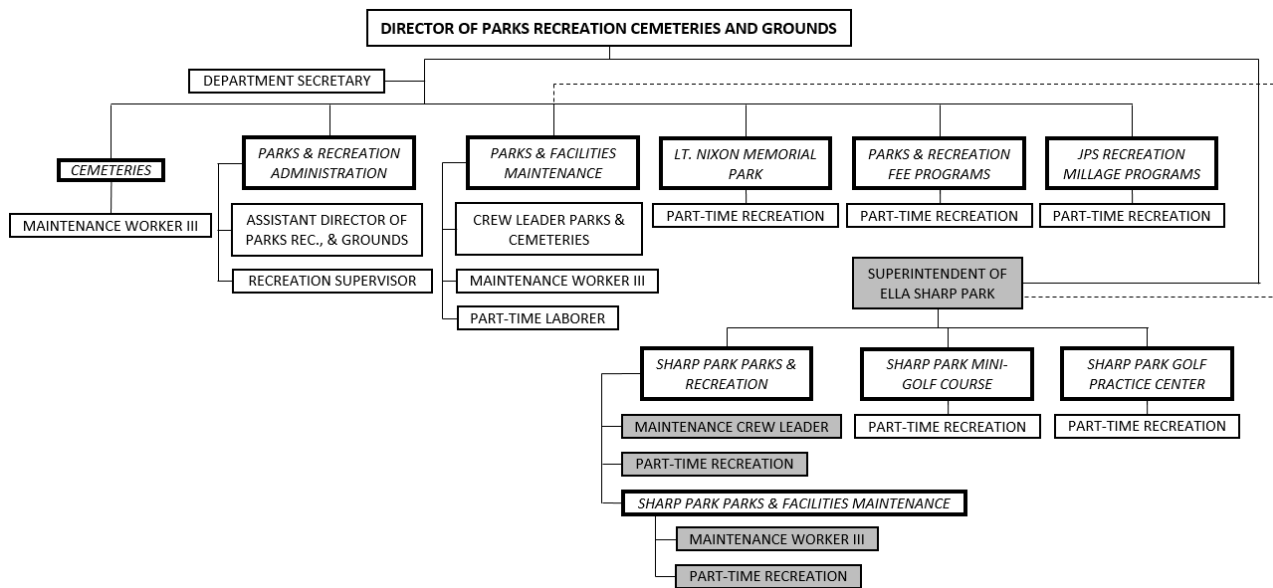 DIRECTOR OF PARKS RECREATION CEMETERIES AND GROUNDS
DEPARTMENT SECRETARY
CEMETERIES
MAINTENANCE WORKER III
PARKS & RECREATION
ADMINISTRATION
ASSISTANT DIRECTOR OF
PARKS REC., & GROUNDS
RECREATION SUPERVISOR
PARKS & FACILITIES
MAINTENANCE
CREW LEADER PARKS &
CEMETERIES
MAINTENANCE WORKER III
PART-TIME LABORER
LT. NIXON MEMORIAL
PARK
PART-TIME RECREATION
PARKS & RECREATION
FEE PROGRAMS
PART-TIME RECREATION
JPS RECREATION
MILLAGE PROGRAMS
PART-TIME RECREATION
SUPERINTENDENT OF
ELLA SHARP PARK
SHARP PARK PARKS &
RECREATION
MAINTENANCE CREW LEADER
PART-TIME RECREATION
SHARP PARK PARKS & FACILITIES MAINTENANCE
MAINTENANCE WORKER III
PART-TIME RECREATION
SHARP PARK MINI-
GOLF COURSE
PART-TIME RECREATION
SHARP PARK GOLF
PRACTICE CENTER
PART-TIME RECREATION